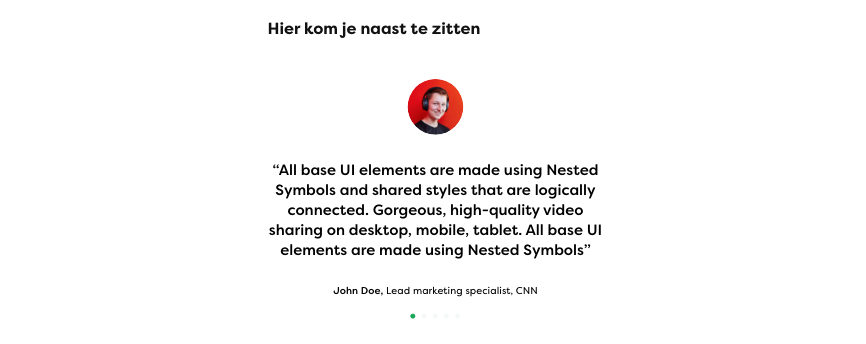 Hier kom je naast te zitten
“All base UI elements are made using Nested
Symbols and shared styles that are logically
connected. Gorgeous, high-quality video
sharing on desktop, mobile, tablet. All base UI
elements are made using Nested Symbols”
John Doe, Lead marketing specialist, CNN